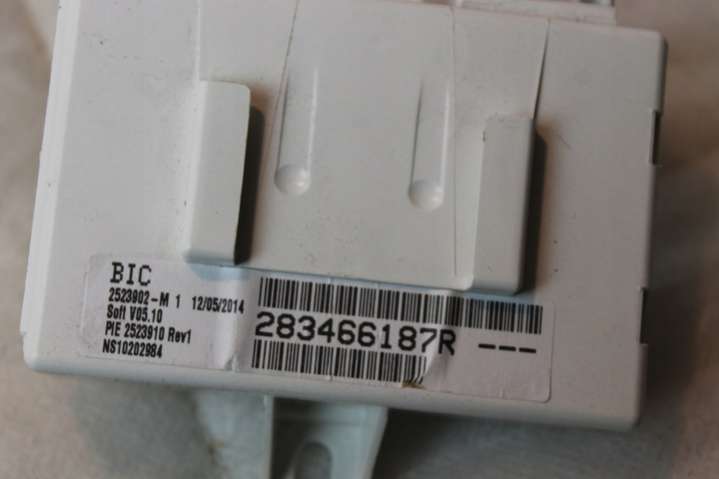 BIC
2523902-M 1 12/05/2014
Soft V05.10
PIE 2523910 Rev1
NS10202984
283466187R ---